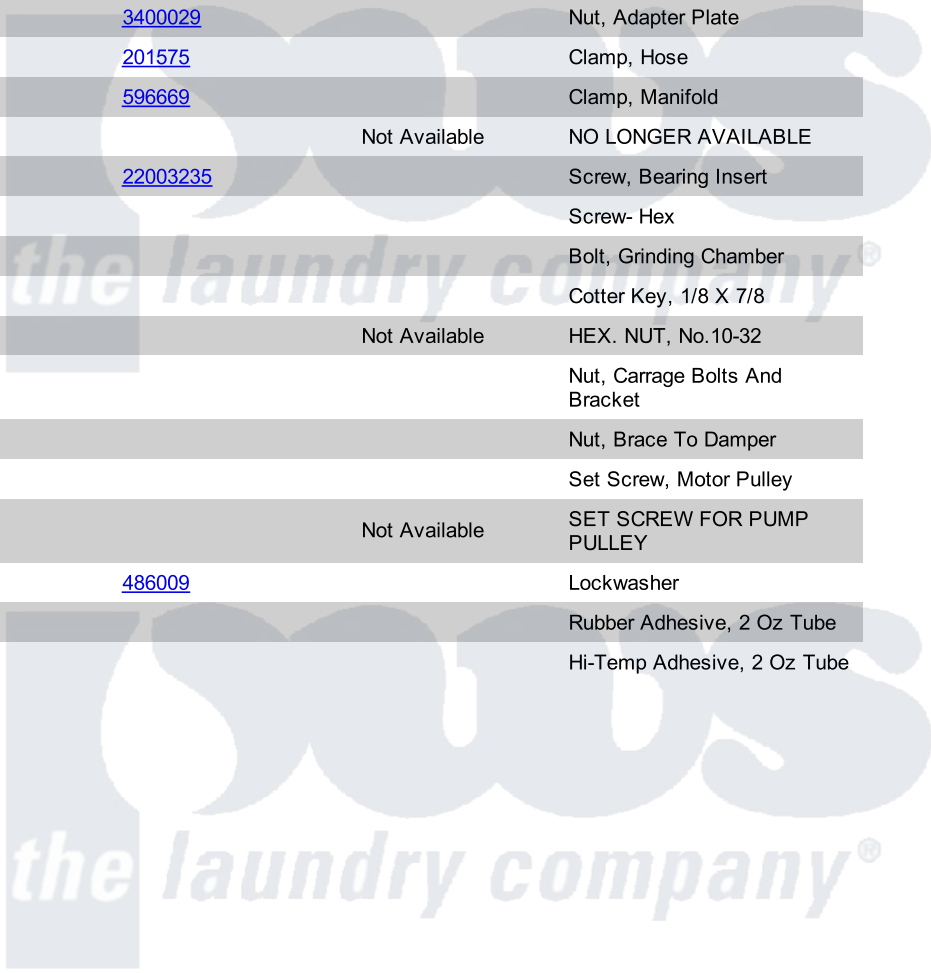 3400029 Nut, Adapter Plate
201575 Clamp, Hose
596669 Clamp, Manifold
Not Available NO LONGER AVAILABLE
22003235 Screw, Bearing Insert
Screw- Hex
Bolt, Grinding Chamber
Cotter Key, 1/8 X 7/8
Not Available HEX. NUT, No.10-32
Nut, Carrage Bolts And
Bracket
Nut, Brace To Damper
Set Screw, Motor Pulley
Not Available SET SCREW FOR PUMP
PULLEY
486009 Lockwasher
Rubber Adhesive, 2 Oz Tube
Hi-Temp Adhesive, 2 Oz Tube
pws
the laundry company®
pws
the laundry company®